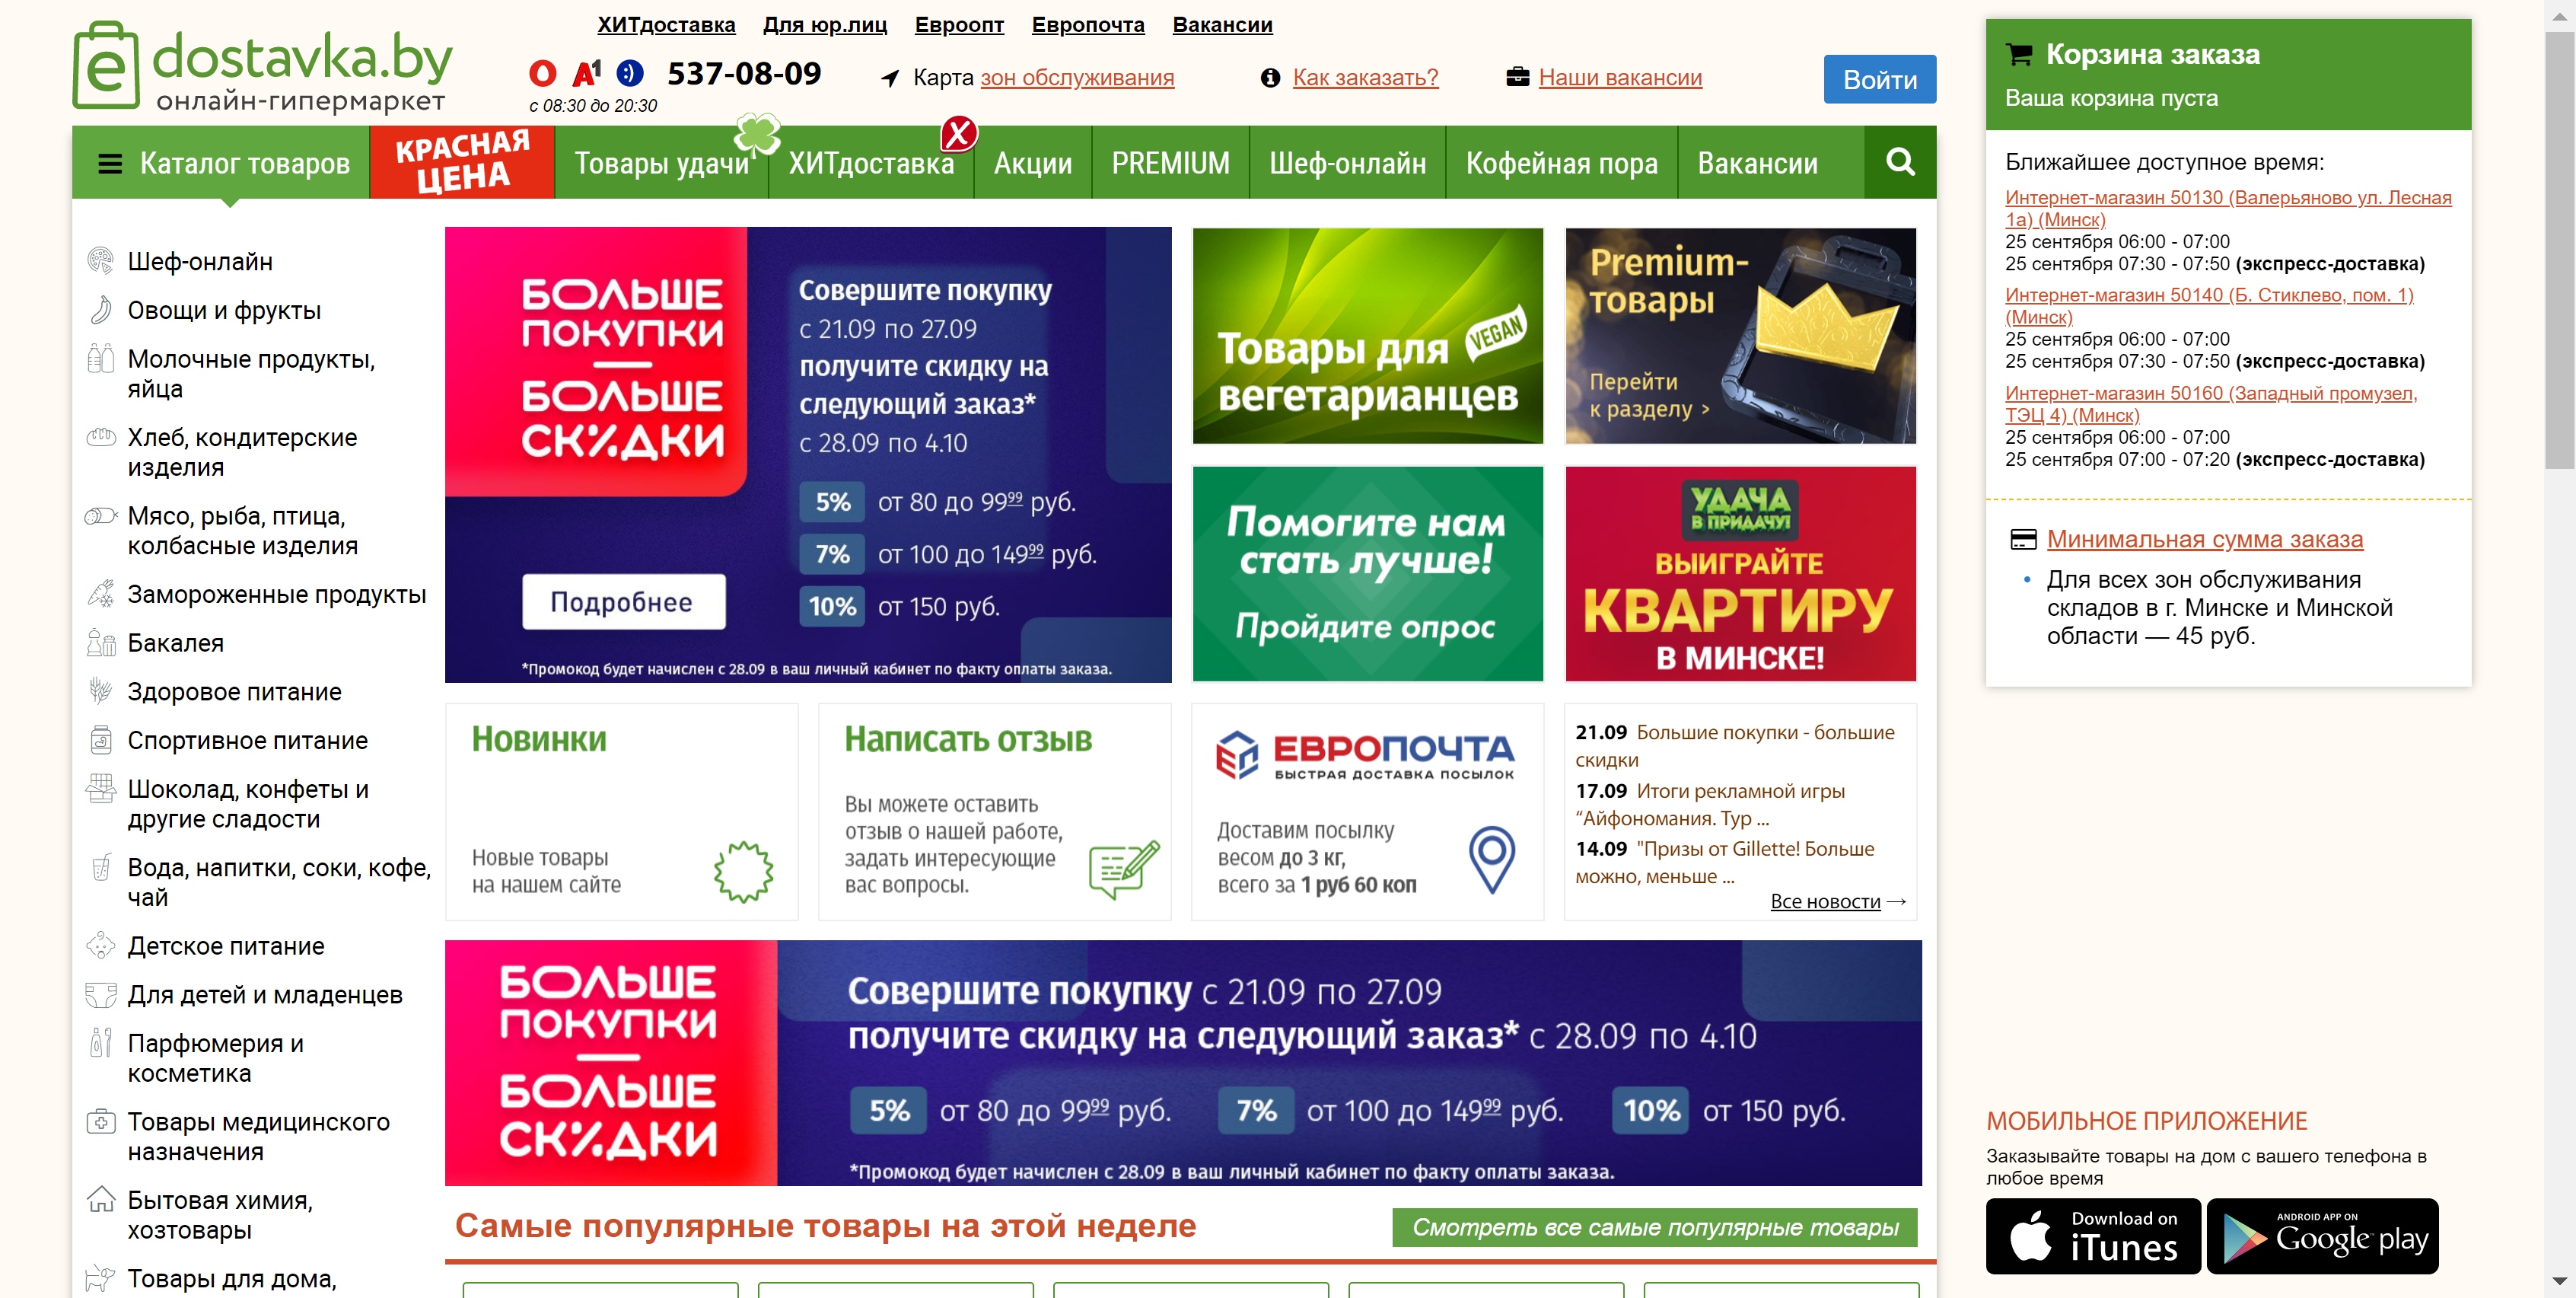 ХИТдоставка Для юр.лиц Евроопт Европочта Вакансии
e dostavka.by
онлайн-гипермаркет
A1 :) 537-08-09
с 08:30 до 20:30
Карта зон обслуживания
Как заказать?
Наши вакансии
Войти
Каталог товаров
КРАСНАЯ
ЦЕНА
Товары удачи
ХИТдоставка
X
Акции
PREMIUM
Шеф-онлайн
Кофейная пора
Вакансии
Шеф-онлайн
Овощи и фрукты
Молочные продукты,
яйца
Хлеб, кондитерские
изделия
Мясо, рыба, птица,
колбасные изделия
Замороженные продукты
Бакалея
Здоровое питание
Спортивное питание
Шоколад, конфеты и
другие сладости
Вода, напитки, соки, кофе,
чай
Детское питание
Для детей и младенцев
Парфюмерия и
косметика
Товары медицинского
назначения
Бытовая химия,
хозтовары
Товары для дома,
БОЛЬШЕ
ПОКУПКИ
—
БОЛЬШЕ
СКИДКИ
Подробнее
Совершите покупку
с 21.09 по 27.09
получите скидку на
следующий заказ*
с 28.09 по 4.10
5% от 80 до 99⁹⁹ руб.
7% от 100 до 149⁹⁹ руб.
10% от 150 руб.
*Промокод будет начислен с 28.09 в ваш личный кабинет по факту оплаты заказа.
VEGAN
Товары для
вегетарианцев
Premium-
товары
Перейти
к разделу >
Помогите нам
стать лучше!
Пройдите опрос
УДАЧА
В ПРИДАЧУ!
ВЫИГРАЙТЕ
КВАРТИРУ
В МИНСКЕ!
Новинки
Новые товары
на нашем сайте
Написать отзыв
Вы можете оставить
отзыв о нашей работе,
задать интересующие
вас вопросы.
ЕВРОПОЧТА
БЫСТРАЯ ДОСТАВКА ПОСЫЛОК
Доставим посылку
весом до 3 кг,
всего за 1 руб 60 коп
21.09 Большие покупки - большие
скидки
17.09 Итоги рекламной игры
“Айфономания. Тур ...
14.09 "Призы от Gillette! Больше
можно, меньше ...
Все новости →
БОЛЬШЕ
ПОКУПКИ
—
БОЛЬШЕ
СКИДКИ
Совершите покупку с 21.09 по 27.09
получите скидку на следующий заказ* с 28.09 по 4.10
5% от 80 до 99⁹⁹ руб. 7% от 100 до 149⁹⁹ руб. 10% от 150 руб.
*Промокод будет начислен с 28.09 в ваш личный кабинет по факту оплаты заказа.
Самые популярные товары на этой неделе
Смотреть все самые популярные товары
Корзина заказа
Ваша корзина пуста
Ближайшее доступное время:
Интернет-магазин 50130 (Валерьяново ул. Лесная
1а) (Минск)
25 сентября 06:00 - 07:00
25 сентября 07:30 - 07:50 (экспресс-доставка)
Интернет-магазин 50140 (Б. Стиклево, пом. 1)
(Минск)
25 сентября 06:00 - 07:00
25 сентября 07:30 - 07:50 (экспресс-доставка)
Интернет-магазин 50160 (Западный промузел,
ТЭЦ 4) (Минск)
25 сентября 06:00 - 07:00
25 сентября 07:00 - 07:20 (экспресс-доставка)
Минимальная сумма заказа
• Для всех зон обслуживания
складов в г. Минске и Минской
области — 45 руб.
МОБИЛЬНОЕ ПРИЛОЖЕНИЕ
Заказывайте товары на дом с вашего телефона в
любое время
Download on
iTunes
ANDROID APP ON
Google play